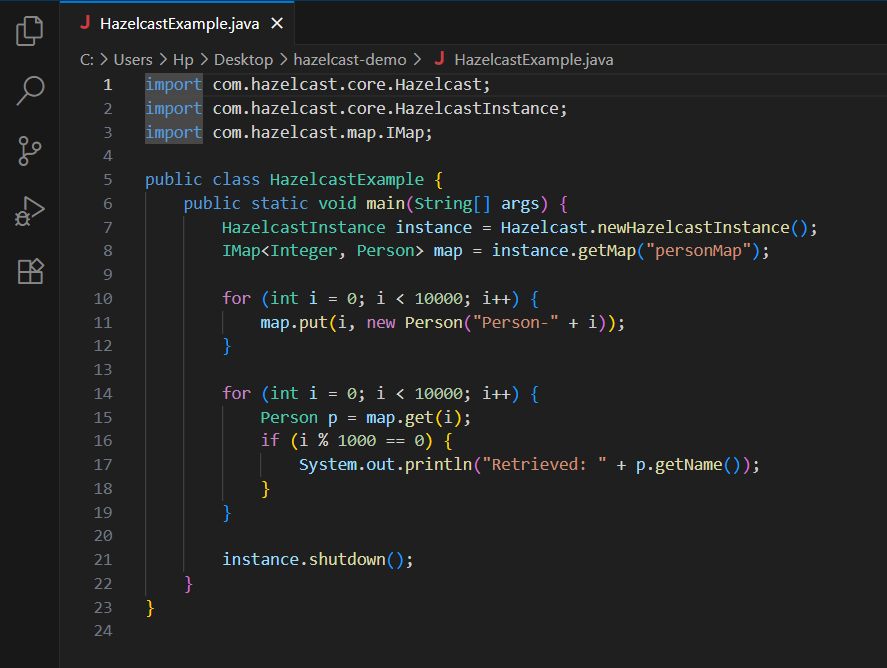 J HazelcastExample.java ×
C: > Users > Hp > Desktop > hazelcast-demo > J HazelcastExample.java
1 import com.hazelcast.core.Hazelcast;
2 import com.hazelcast.core.HazelcastInstance;
3 import com.hazelcast.map.IMap;
4
5 public class HazelcastExample {
6     public static void main(String[] args) {
7         HazelcastInstance instance = Hazelcast.newHazelcastInstance();
8         IMap<Integer, Person> map = instance.getMap("personMap");
9
10         for (int i = 0; i < 10000; i++) {
11             map.put(i, new Person("Person-" + i));
12         }
13
14         for (int i = 0; i < 10000; i++) {
15             Person p = map.get(i);
16             if (i % 1000 == 0) {
17                 System.out.println("Retrieved: " + p.getName());
18             }
19         }
20
21         instance.shutdown();
22     }
23 }
24